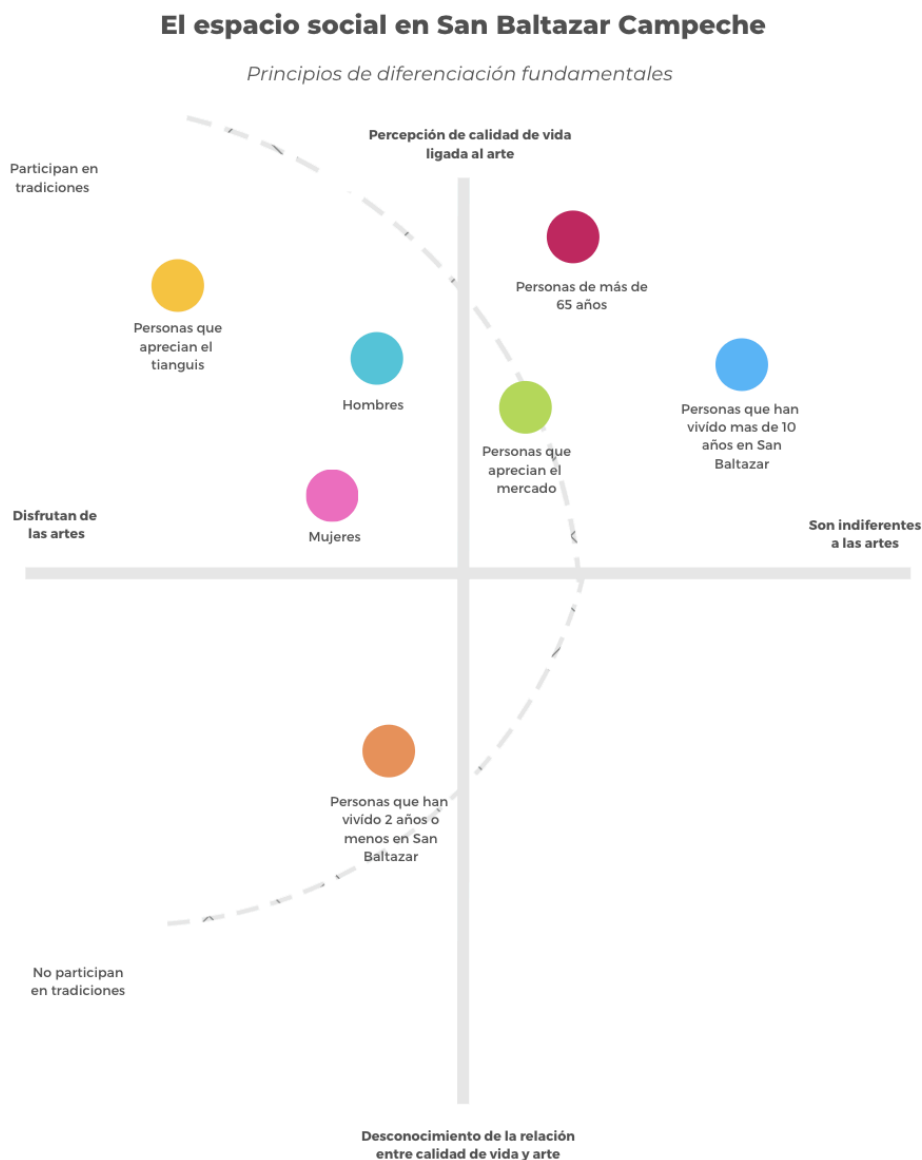 El espacio social en San Baltazar Campeche
Principios de diferenciación fundamentales
Percepción de calidad de vida
ligada al arte
Participan en
tradiciones
Personas de más de
65 años
Personas que
aprecian el
tianguis
Hombres
Personas que han
vivído mas de 10
años en San
Baltazar
Personas que
aprecian el
mercado
Mujeres
Disfrutan de
las artes
Son indiferentes
a las artes
Personas que han
vivído 2 años o
menos en San
Baltazar
No participan
en tradiciones
Desconocimiento de la relación
entre calidad de vida y arte